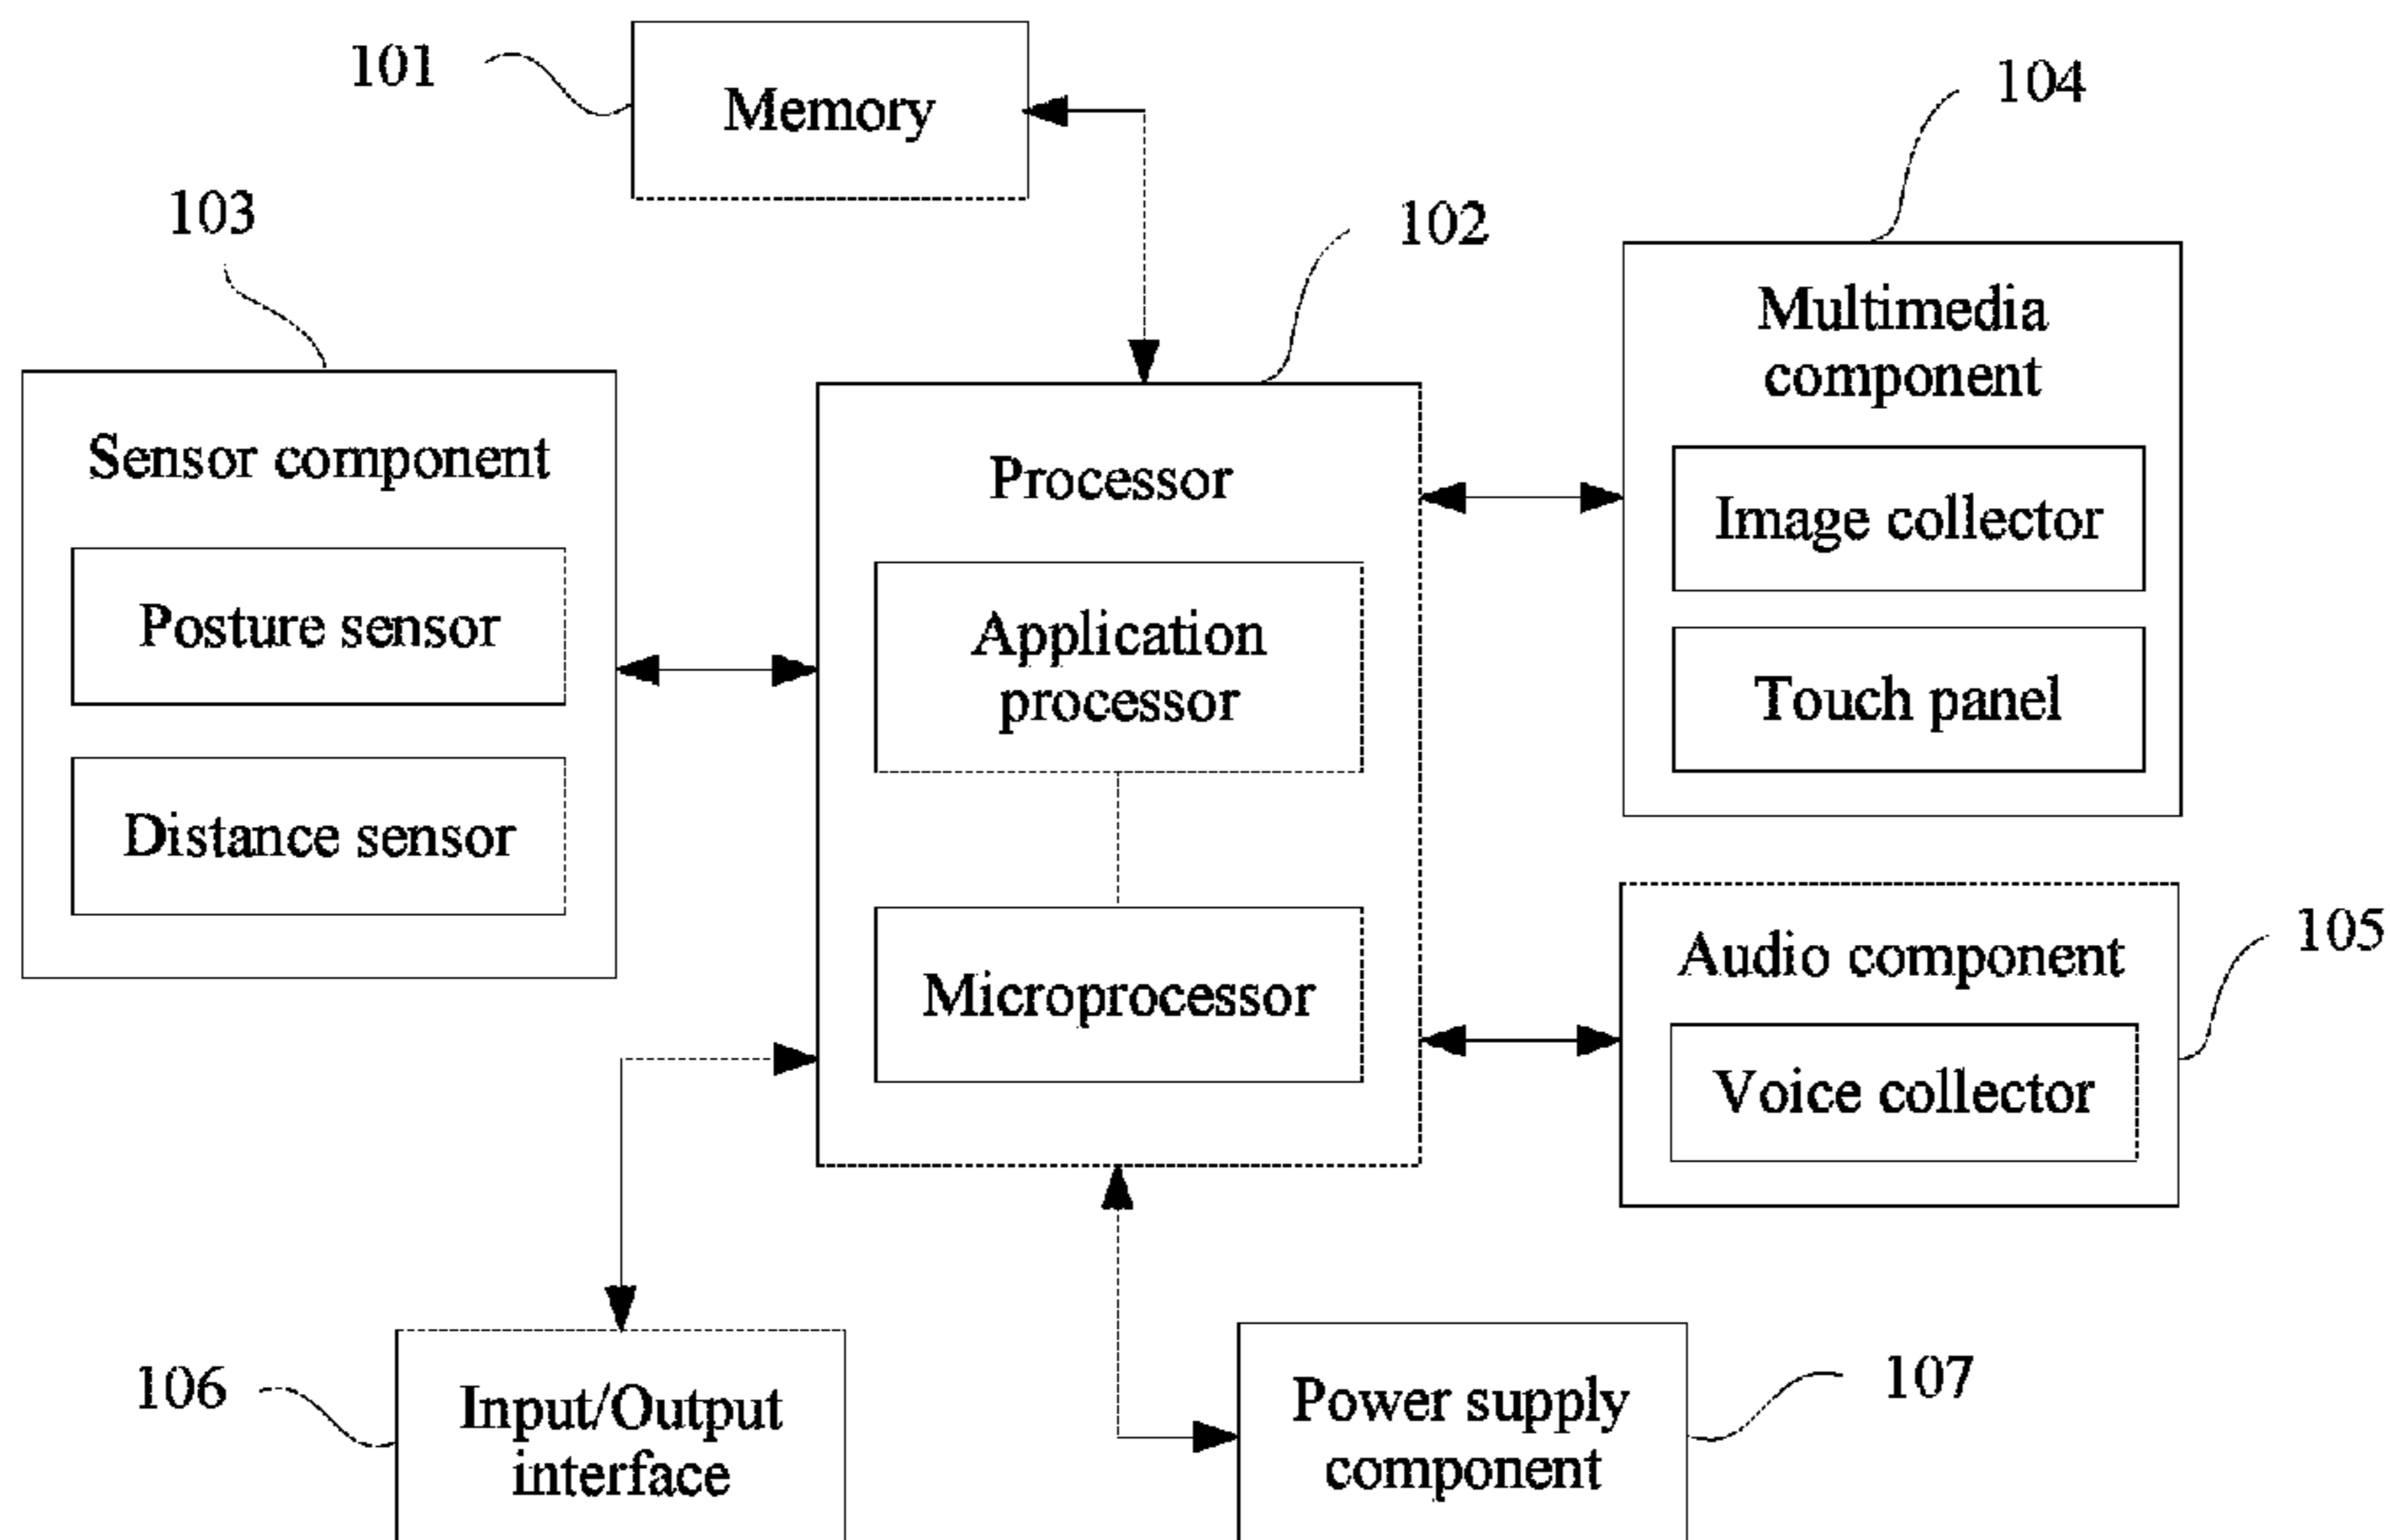 101
Memory
104
103
102
Multimedia
component
Sensor component
Processor
Image collector
Posture sensor
Application
processor
Touch panel
Distance sensor
105
Audio component
Microprocessor
Voice collector
106
Input/Output
interface
Power supply
component
107